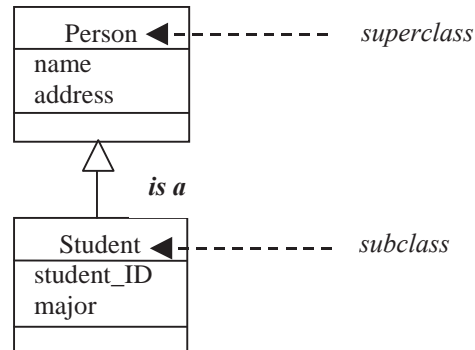 Person
superclass
name
address
is a
Student
subclass
student_ID
major